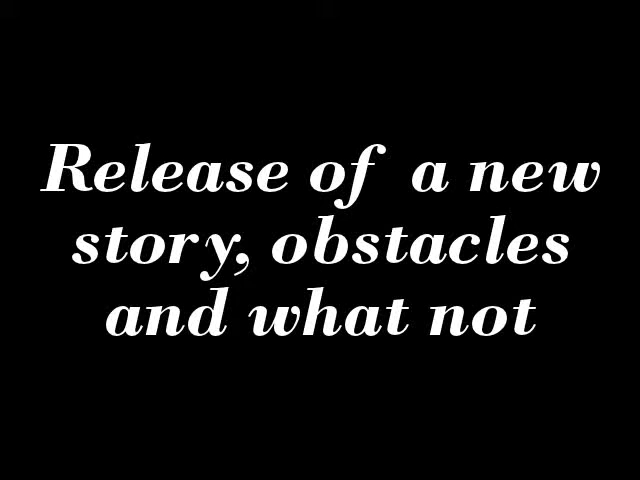 Release of a new
story, obstacles
and what not